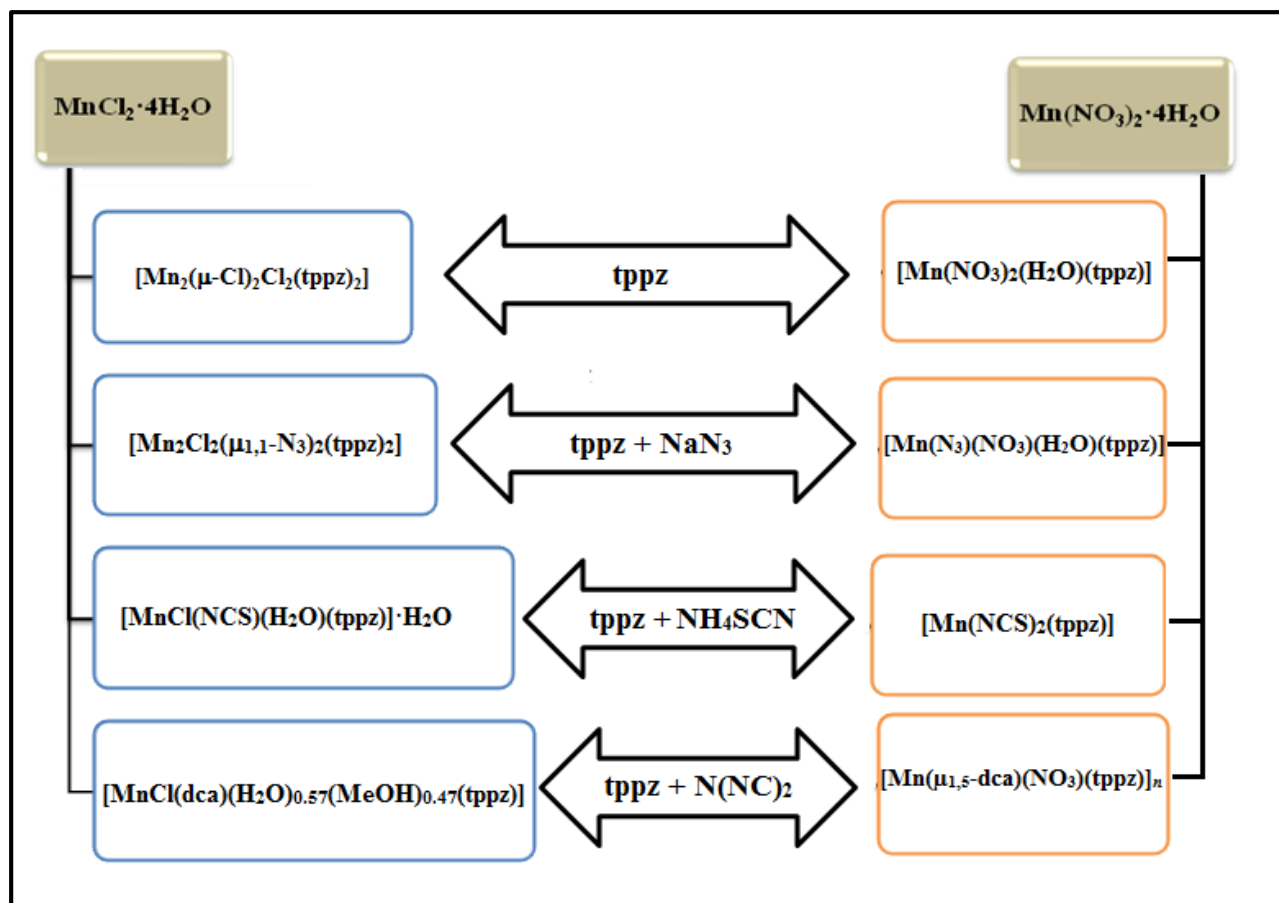 MnCl₂·4H₂O
Mn(NO₃)₂·4H₂O
[Mn₂(μ-Cl)₂Cl₂(tppz)₂]
tppz
[Mn(NO₃)₂(H₂O)(tppz)]
[Mn₂Cl₂(μ₁,₁-N₃)₂(tppz)₂]
tppz + NaN₃
[Mn(N₃)(NO₃)(H₂O)(tppz)]
[MnCl(NCS)(H₂O)(tppz)]·H₂O
tppz + NH₄SCN
[Mn(NCS)₂(tppz)]
[MnCl(dca)(H₂O)₀.₅₇(MeOH)₀.₄₇(tppz)]
tppz + N(NC)₂
[Mn(μ₁,₅-dca)(NO₃)(tppz)]ₙ